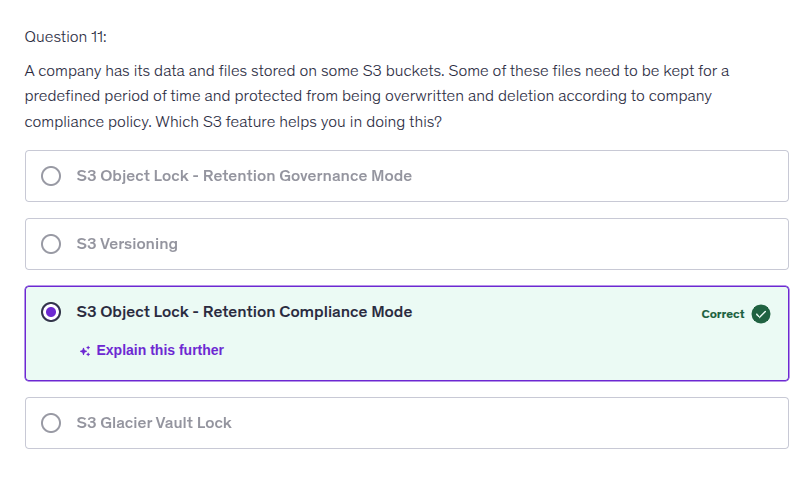 Question 11:
A company has its data and files stored on some S3 buckets. Some of these files need to be kept for a
predefined period of time and protected from being overwritten and deletion according to company
compliance policy. Which S3 feature helps you in doing this?
S3 Object Lock - Retention Governance Mode
S3 Versioning
S3 Object Lock - Retention Compliance Mode
Correct
Explain this further
S3 Glacier Vault Lock